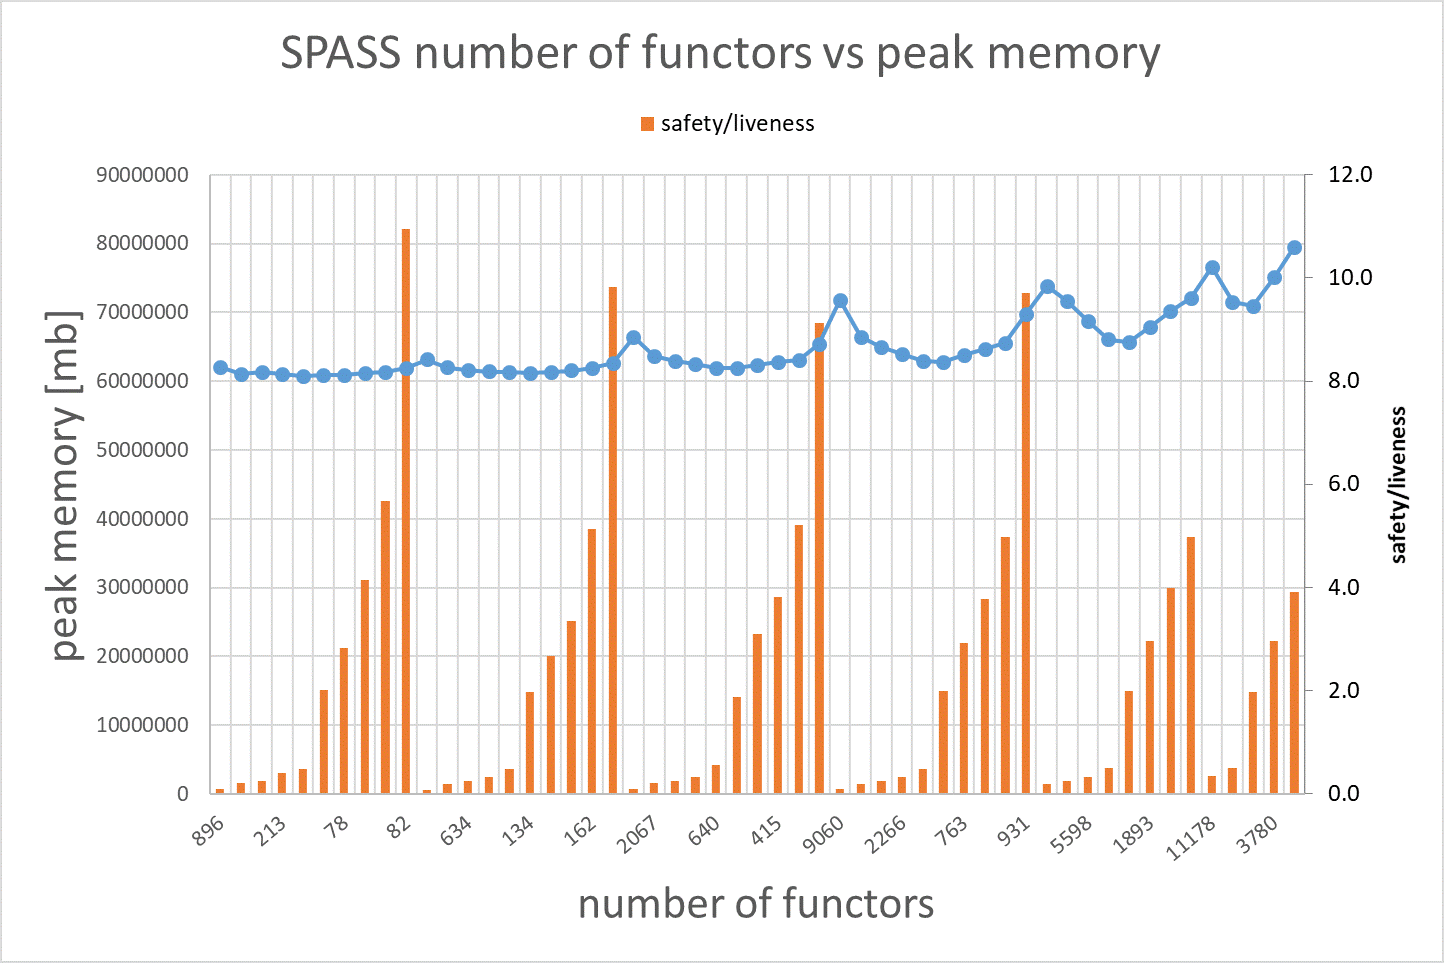 SPASS number of functors vs peak memory
safety/liveness
90000000
80000000
70000000
60000000
50000000
40000000
30000000
20000000
10000000
0
peak memory [mb]
12.0
10.0
8.0
6.0
4.0
2.0
0.0
safety/liveness
896 213 78 82 634 134 162 2067 640 415 9060 2266 763 931 5598 1893 11178 3780
number of functors